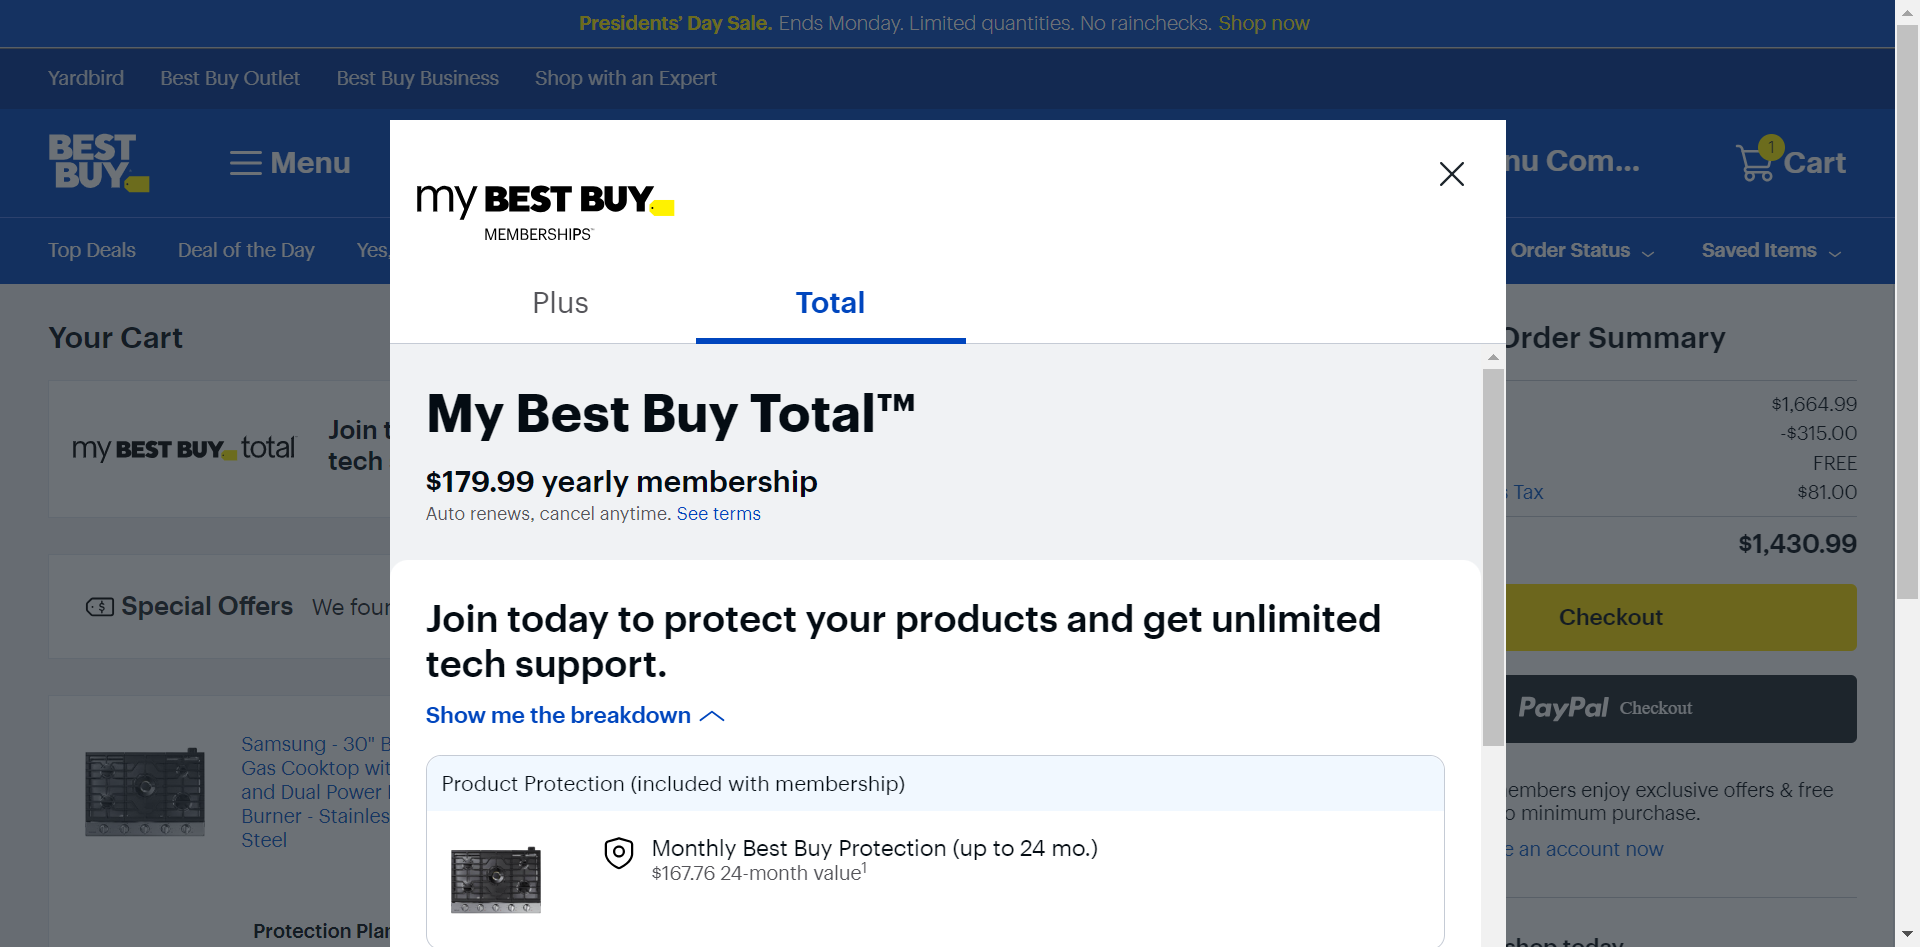 Presidents’ Day Sale. Ends Monday. Limited quantities. No rainchecks. Shop now
Yardbird Best Buy Outlet Best Buy Business Shop with an Expert
BEST BUY
Menu
nu Com...
1
Cart
Top Deals Deal of the Day Yes,
Order Status
Saved Items
my BEST BUY
MEMBERSHIPS™
Plus
Total
My Best Buy Total™
$179.99 yearly membership
Auto renews, cancel anytime. See terms
Join today to protect your products and get unlimited
tech support.
Show me the breakdown
Product Protection (included with membership)
Monthly Best Buy Protection (up to 24 mo.)
$167.76 24-month value¹
Your Cart
my BEST BUY total
Join t
tech
Special Offers We four
Samsung - 30" B
Gas Cooktop wit
and Dual Power
Burner - Stainles
Steel
Protection Plar
Order Summary
$1,664.99
-$315.00
FREE
s Tax $81.00
$1,430.99
Checkout
PayPal Checkout
embers enjoy exclusive offers & free
o minimum purchase.
e an account now
shop today